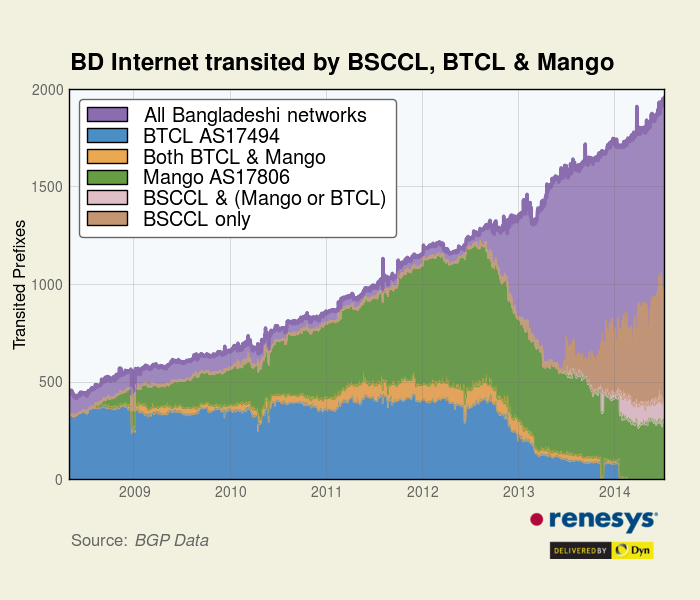 BD Internet transited by BSCCL, BTCL & Mango
2000
1500
1000
500
0
Transited Prefixes
All Bangladeshi networks
BTCL AS17494
Both BTCL & Mango
Mango AS17806
BSCCL & (Mango or BTCL)
BSCCL only
2009 2010 2011 2012 2013 2014
Source: BGP Data
renesys®
DELIVERED BY Dyn